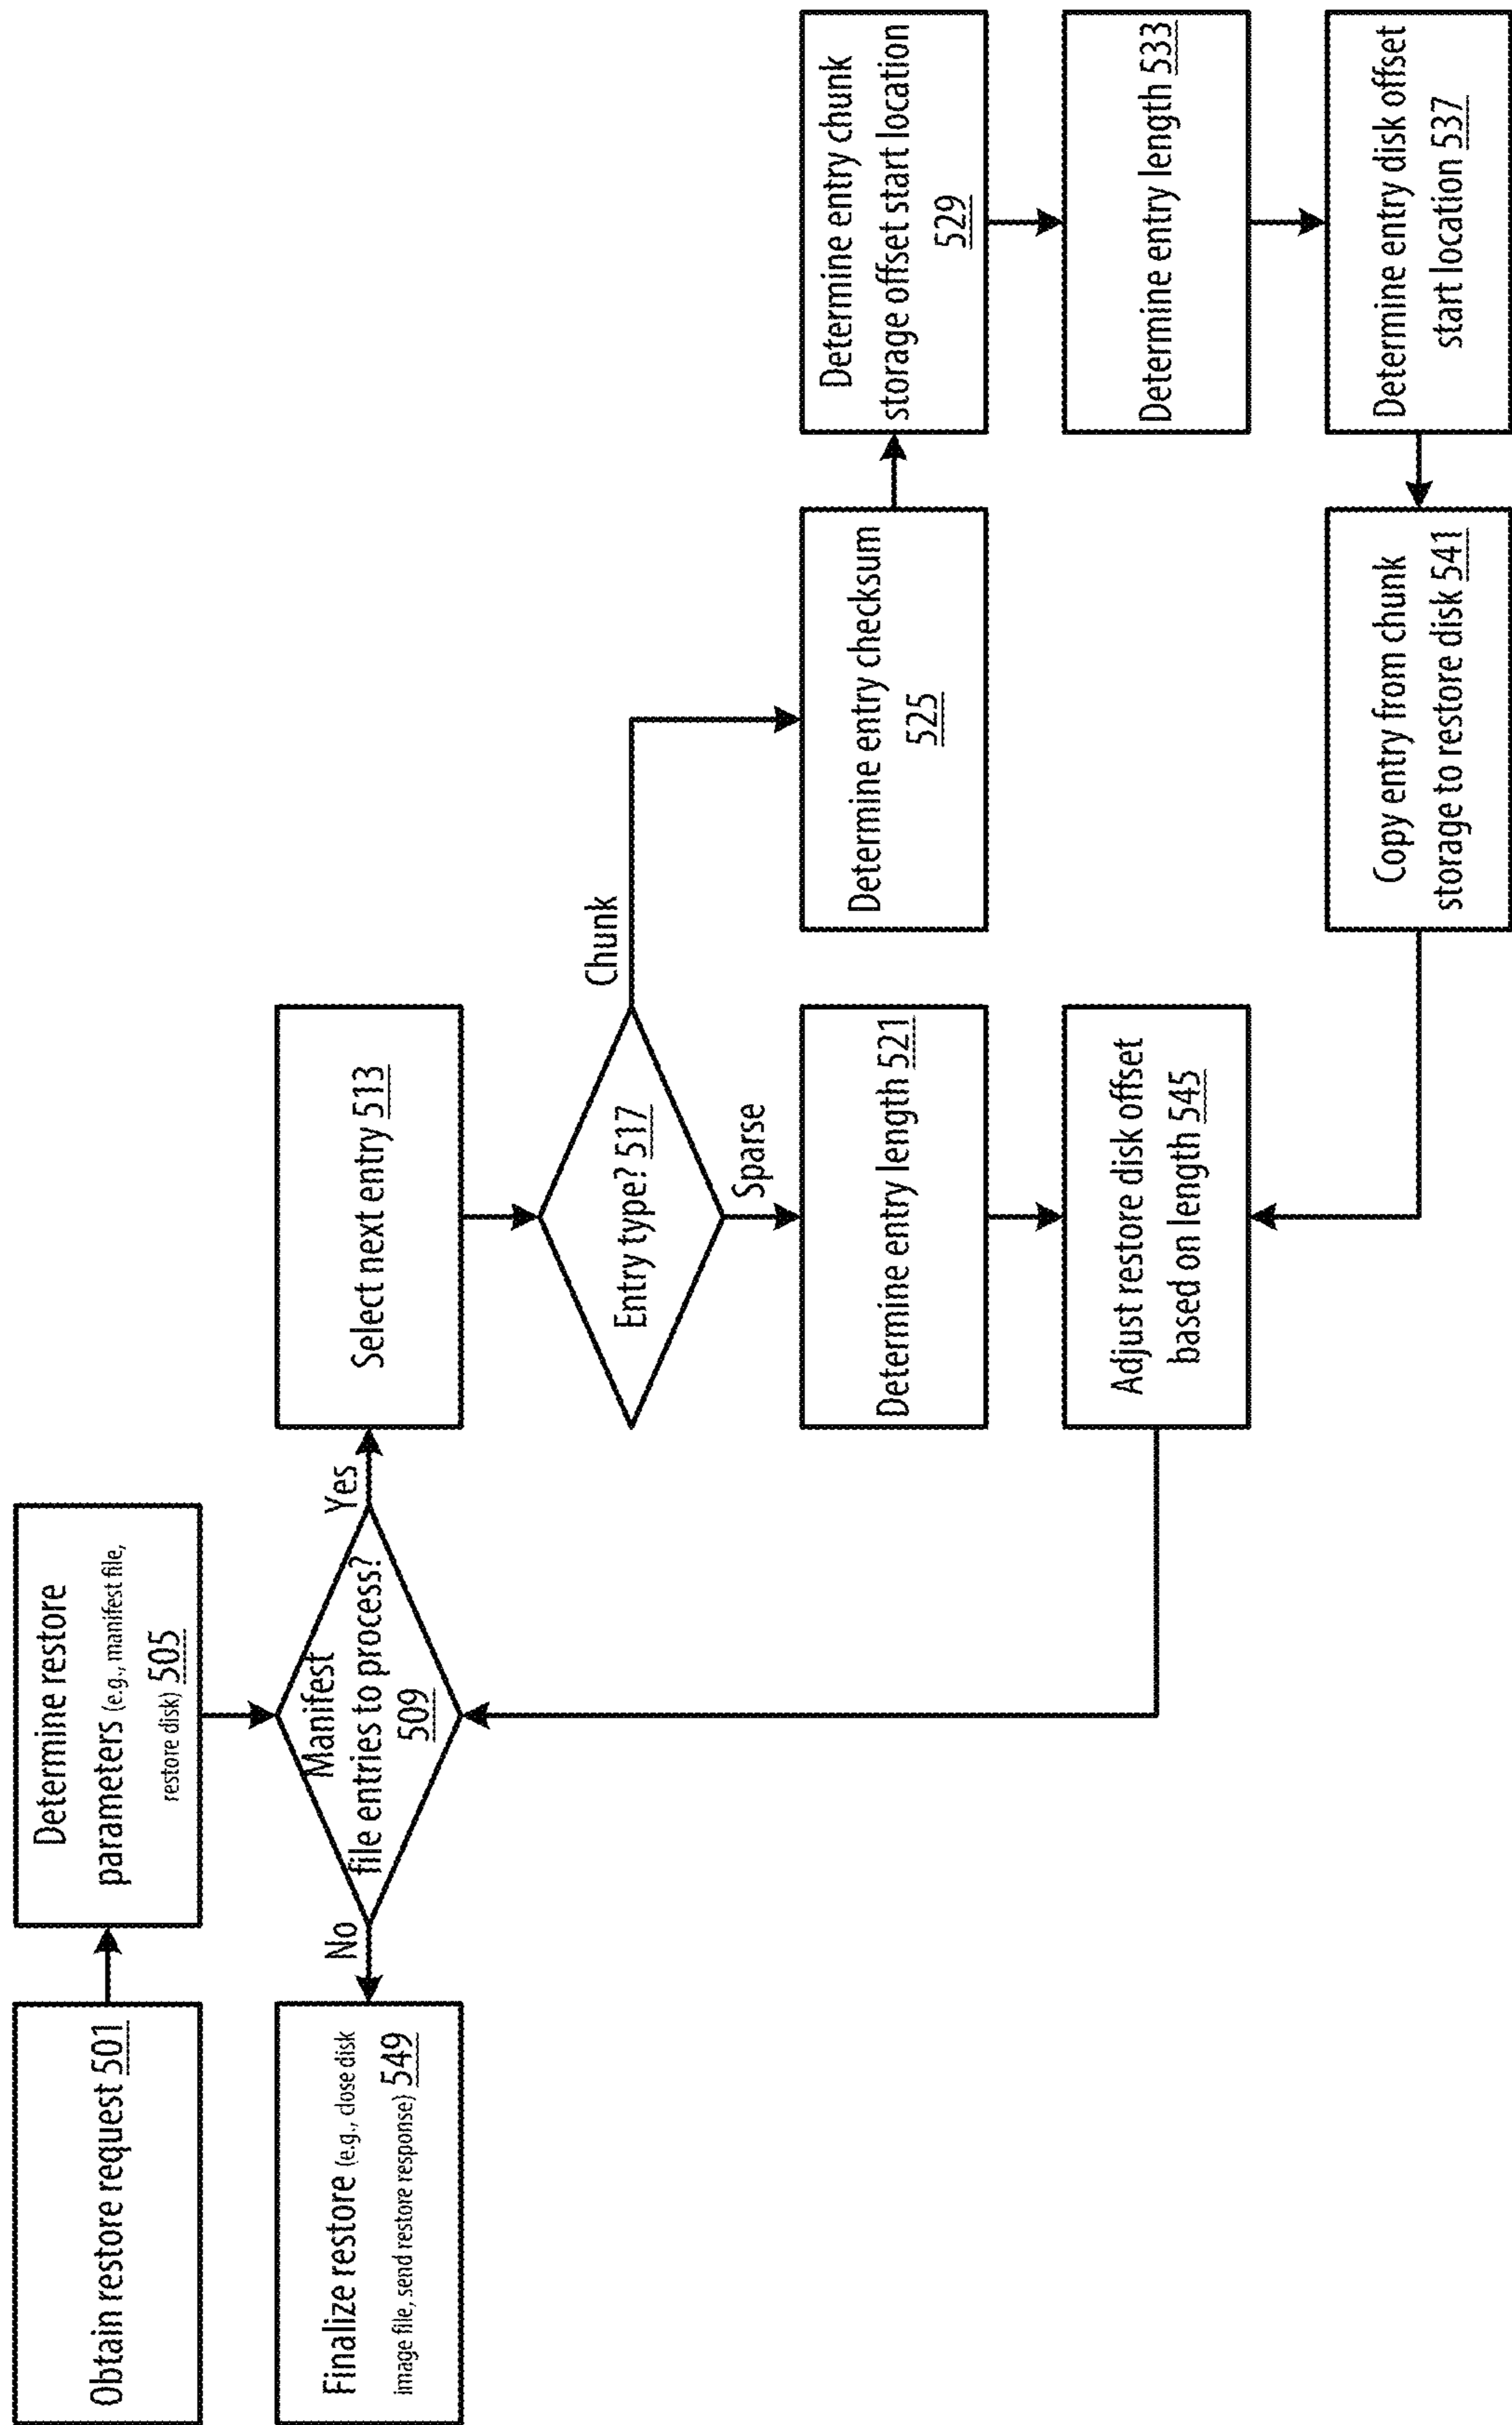 Obtain restore request 501
Determine restore
parameters (e.g., manifest file,
restore disk) 505
Manifest
file entries to process?
509
No
Yes
Finalize restore (e.g., close disk
image file, send restore response) 549
Select next entry 513
Entry type? 517
Chunk
Sparse
Determine entry length 521
Determine entry checksum
525
Determine entry chunk
storage offset start location
529
Determine entry length 533
Determine entry disk offset
start location 537
Copy entry from chunk
storage to restore disk 541
Adjust restore disk offset
based on length 545